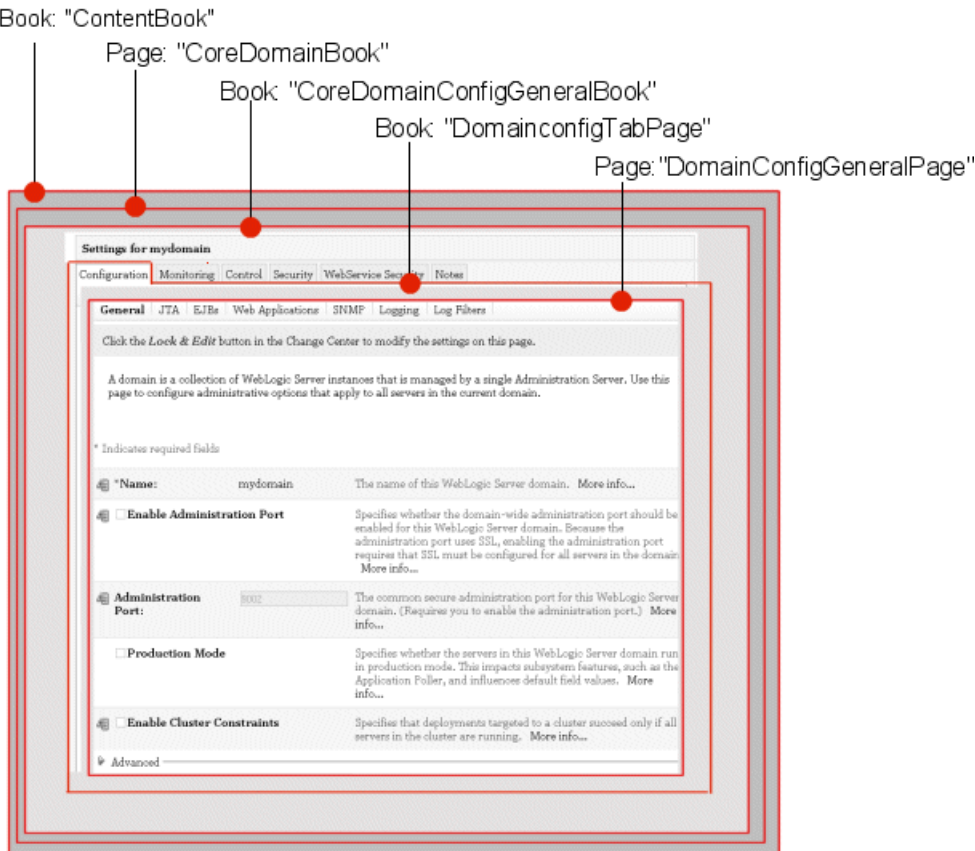 Book: "ContentBook"
Page: "CoreDomainBook"
Book: "CoreDomainConfigGeneralBook"
Book: "DomainconfigTabPage"
Page:"DomainConfigGeneralPage"
Settings for mydomain
Configuration Monitoring Control Security WebService Security Notes
General JTA EJBs Web Applications SNMP Logging Log Filters
Click the Lock & Edit button in the Change Center to modify the settings on this page.
A domain is a collection of WebLogic Server instances that is managed by a single Administration Server. Use this
page to configure administrative options that apply to all servers in the current domain.
* Indicates required fields
*Name: mydomain The name of this WebLogic Server domain. More info...
Enable Administration Port Specifies whether the domain-wide administration port should be
enabled for this WebLogic Server domain. Because the
administration port uses SSL, enabling the administration port
requires that SSL must be configured for all servers in the domain
More info...
Administration 9002 The common secure administration port for this WebLogic Server
Port: domain. (Requires you to enable the administration port.) More
info...
Production Mode Specifies whether the servers in this WebLogic Server domain run
in production mode. This impacts subsystem features, such as the
Application Poller, and influences default field values. More
info...
Enable Cluster Constraints Specifies that deployments targeted to a cluster succeed only if all
servers in the cluster are running. More info...
Advanced